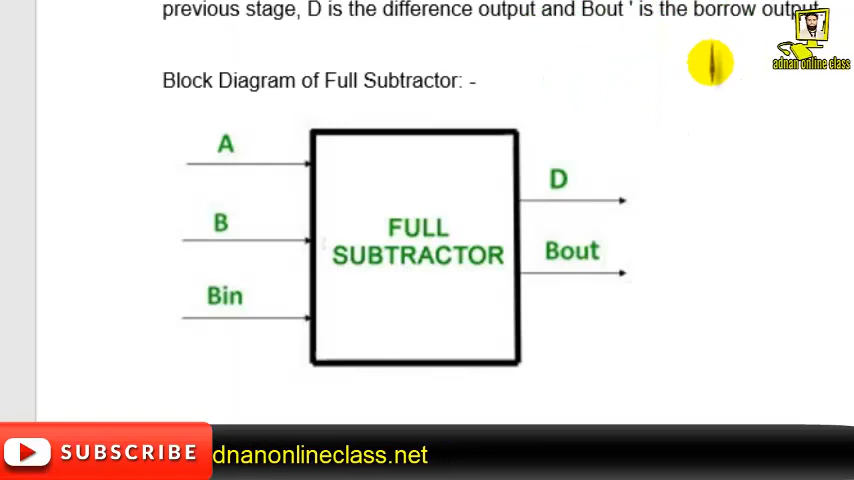 previous stage, D is the difference output and Bout ' is the borrow output
adnan online class
Block Diagram of Full Subtractor: -
A
D
B
FULL
SUBTRACTOR
Bout
Bin
SUBSCRIBE
dnanonlineclass.net